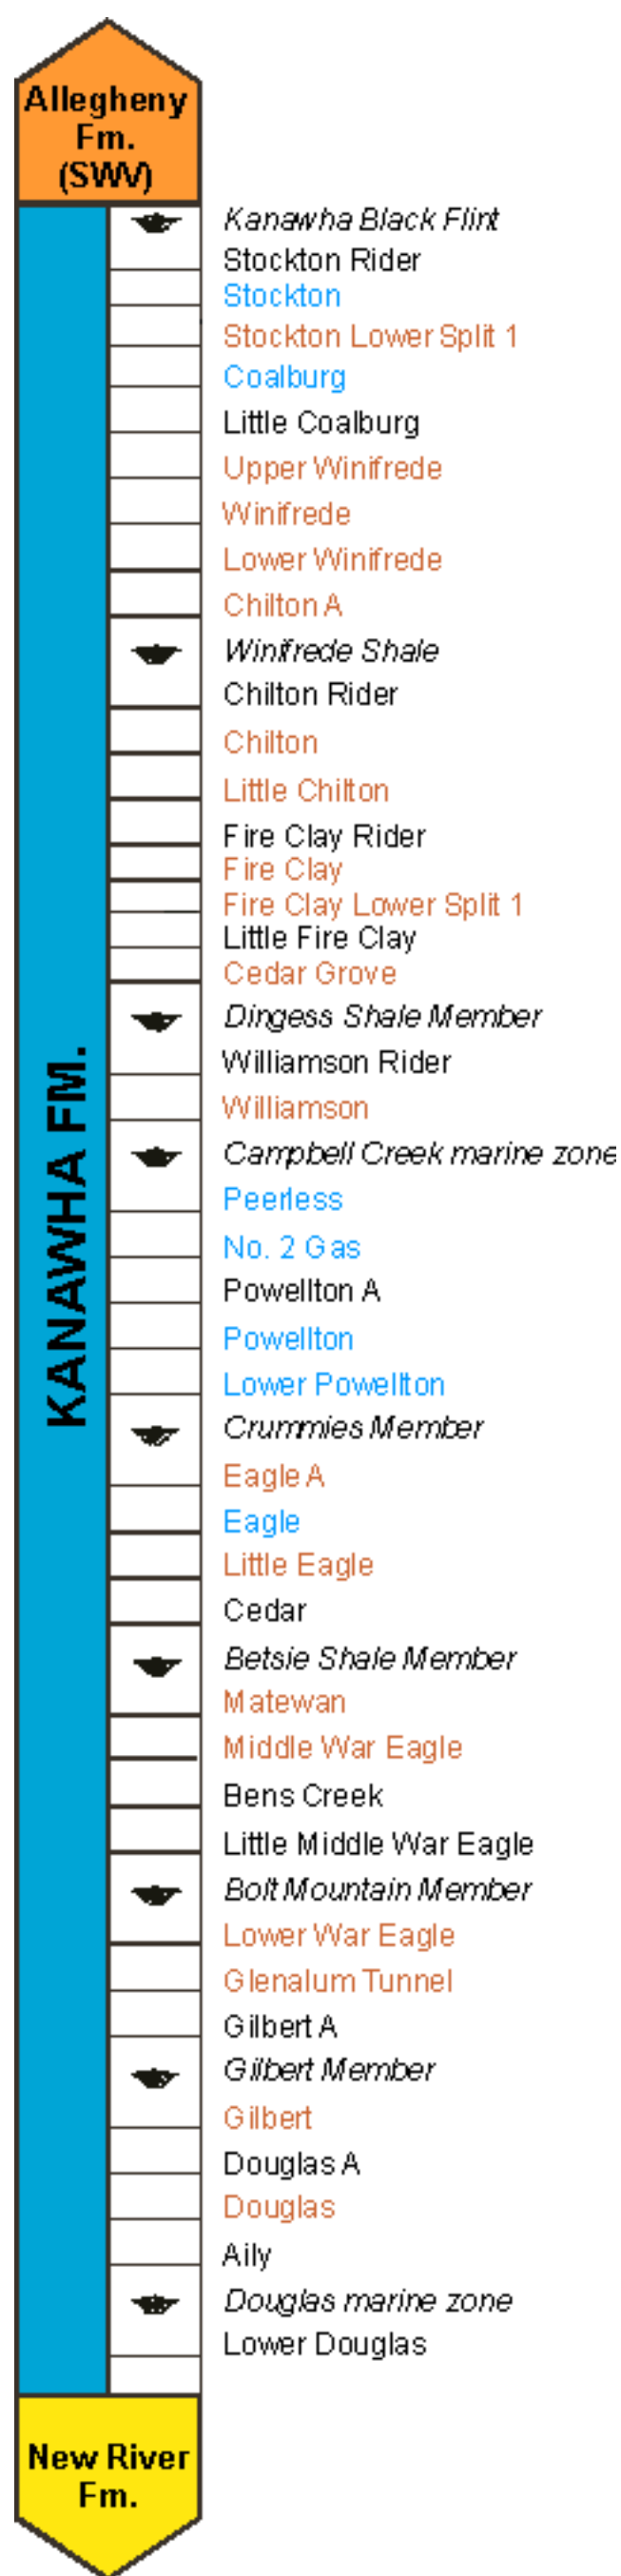 Allegheny
Fm.
(SWV)
Kanawha Black Flint
Stockton Rider
Stockton
Stockton Lower Split 1
Coalburg
Little Coalburg
Upper Winifrede
Winifrede
Lower Winifrede
Chilton A
Winifrede Shale
Chilton Rider
Chilton
Little Chilton
Fire Clay Rider
Fire Clay
Fire Clay Lower Split 1
Little Fire Clay
Cedar Grove
Dingess Shale Member
Williamson Rider
Williamson
Campbell Creek marine zone
Peerless
No. 2 Gas
Powellton A
Powellton
Lower Powellton
Crummies Member
Eagle A
Eagle
Little Eagle
Cedar
Betsie Shale Member
Matewan
Middle War Eagle
Bens Creek
Little Middle War Eagle
Bolt Mountain Member
Lower War Eagle
Glenalum Tunnel
Gilbert A
Gilbert Member
Gilbert
Douglas A
Douglas
Aily
Douglas marine zone
Lower Douglas
KANAWHA FM.
New River
Fm.